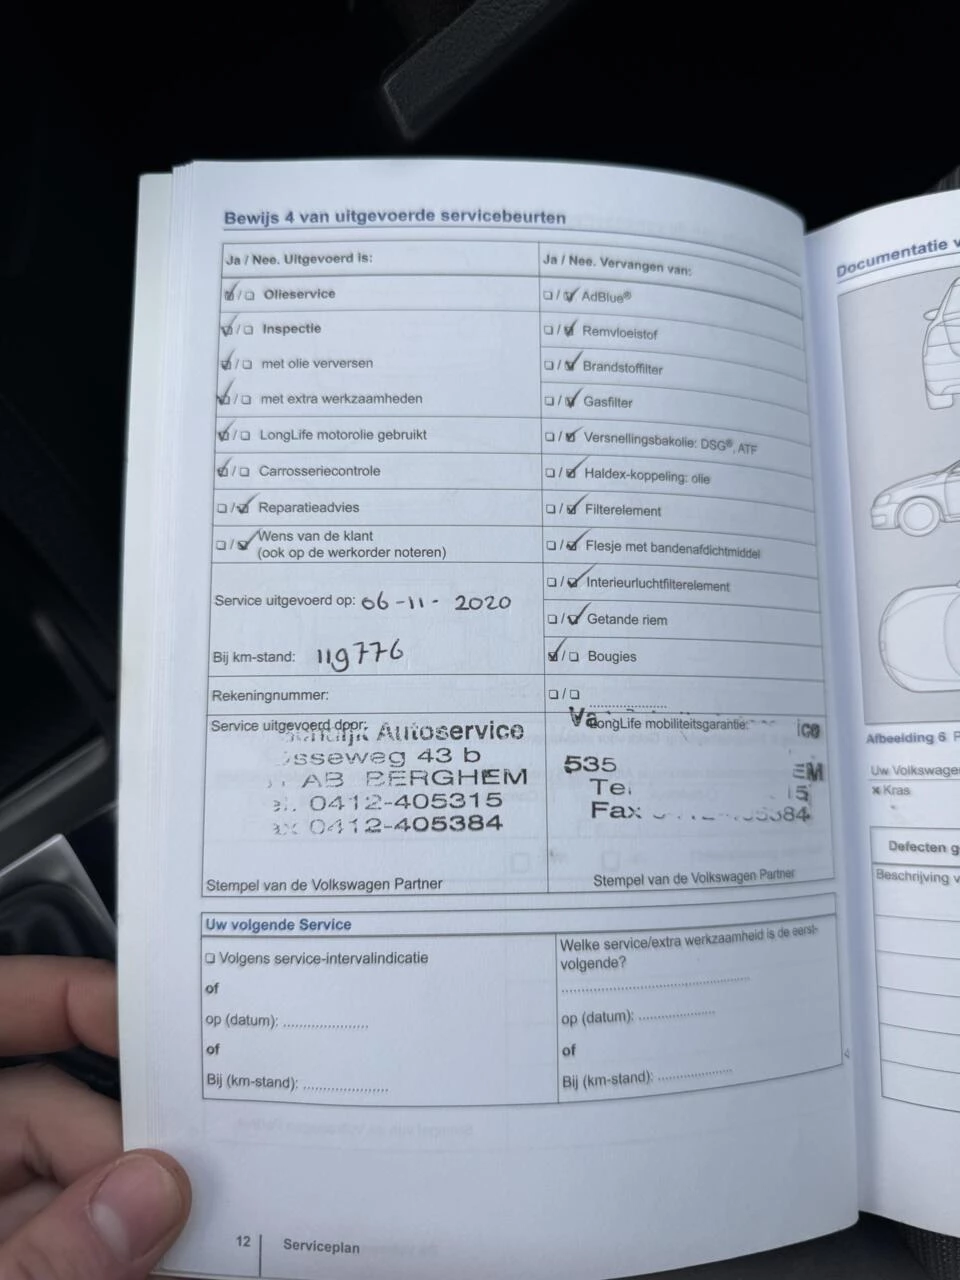 Bewijs 4 van uitgevoerde servicebeurten
Ja / Nee. Uitgevoerd is:
☑/☐ Olieservice
☑/☐ Inspectie
☑/☐ met olie verversen
☑/☐ met extra werkzaamheden
☑/☐ LongLife motorolie gebruikt
☑/☐ Carrosseriecontrole
☐/☑ Reparatieadvies
☐/☑ Wens van de klant
(ook op de werkorder noteren)
Service uitgevoerd op: 06-11- 2020
Bij km-stand: 119776
Rekeningnummer:
Service uitgevoerd door:
Autoservice
43 b
AB BERGHEM
0412-405315
0412-405384
Stempel van de Volkswagen Partner
Ja / Nee. Vervangen van:
☐/☑ AdBlue®
☐/☑ Remvloeistof
☐/☑ Brandstoffilter
☐/☑ Gasfilter
☐/☑ Versnellingsbakolie: DSG®, ATF
☐/☑ Haldex-koppeling: olie
☐/☑ Filterelement
☐/☑ Flesje met bandenafdichtmiddel
☐/☑ Interieurluchtfilterelement
☐/☑ Getande riem
☑/☐ Bougies
☐/☐ ....................
LongLife mobiliteitsgarantie:
Fax
Stempel van de Volkswagen Partner
Uw volgende Service
☐ Volgens service-intervalindicatie
of
op (datum): ....................
of
Bij (km-stand): ....................
Welke service/extra werkzaamheid is de eerst-
volgende?
............................................
op (datum): ..................
of
Bij (km-stand): ..................
12 Serviceplan
Documentatie
Afbeelding 6
Uw Volkswagen
× Kras
Defecten
Beschrijving